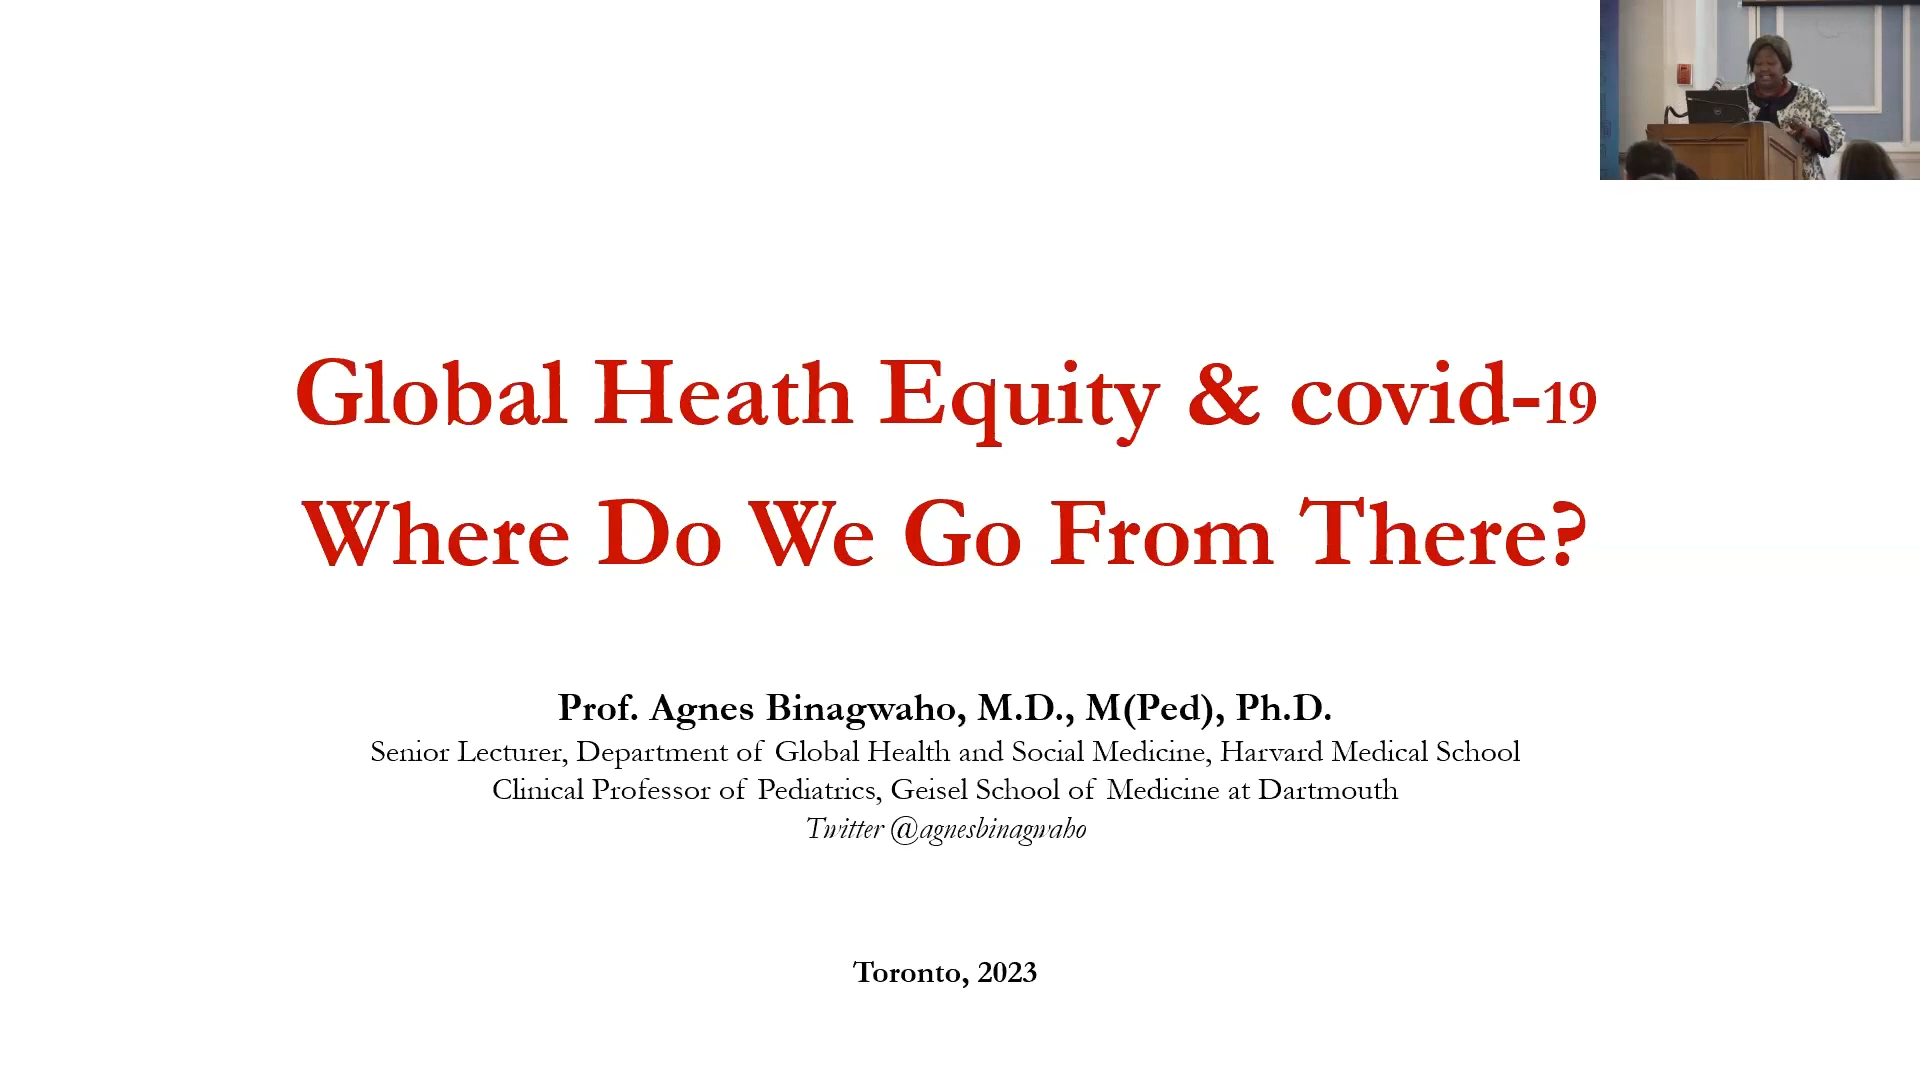 Global Heath Equity & covid-19
Where Do We Go From There?
Prof. Agnes Binagwaho, M.D., M(Ped), Ph.D.
Senior Lecturer, Department of Global Health and Social Medicine, Harvard Medical School
Clinical Professor of Pediatrics, Geisel School of Medicine at Dartmouth
Twitter @agnesbinagwaho
Toronto, 2023